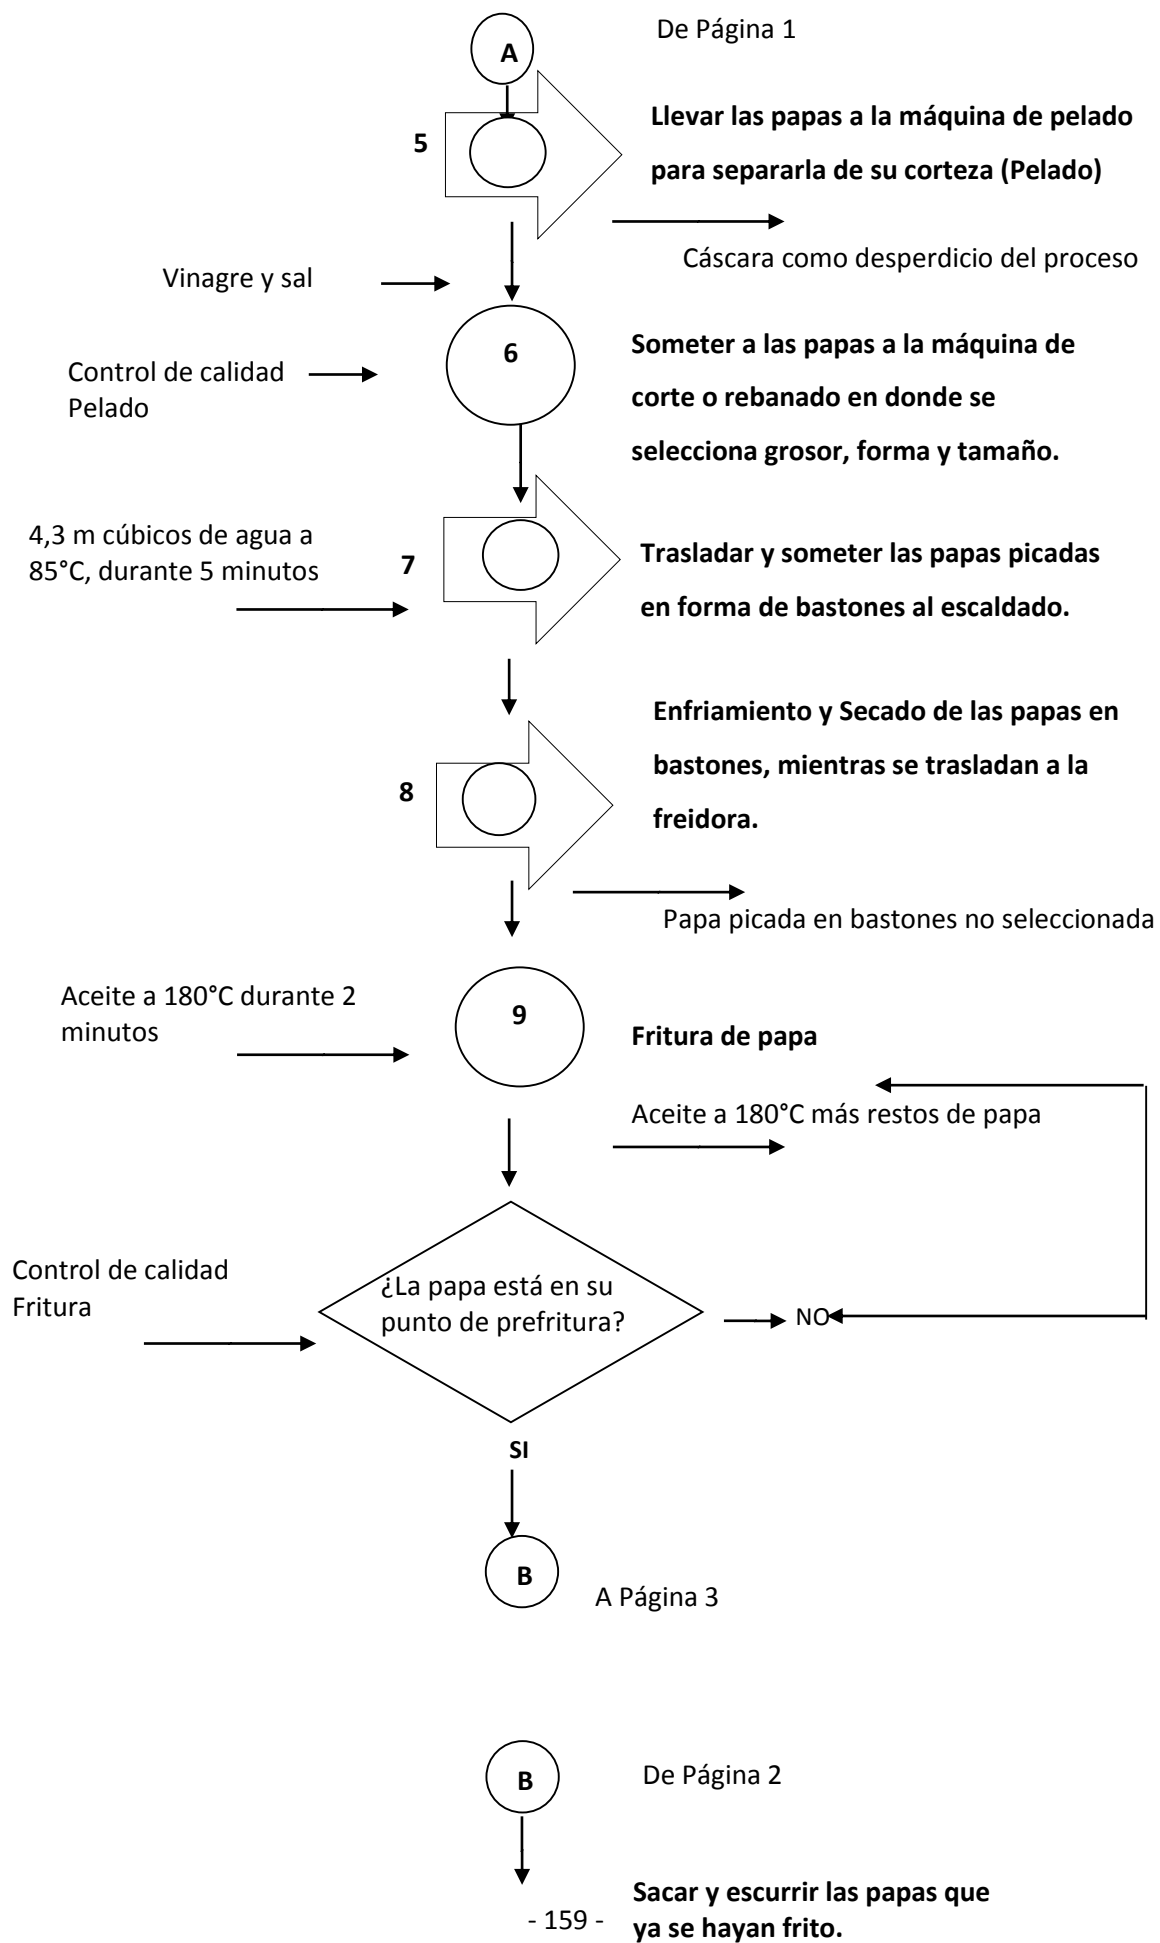 De Página 1
A
5
Llevar las papas a la máquina de pelado
para separarla de su corteza (Pelado)
Cáscara como desperdicio del proceso
Vinagre y sal
6
Someter a las papas a la máquina de
corte o rebanado en donde se
selecciona grosor, forma y tamaño.
Control de calidad
Pelado
4,3 m cúbicos de agua a
85°C, durante 5 minutos
7
Trasladar y someter las papas picadas
en forma de bastones al escaldado.
8
Enfriamiento y Secado de las papas en
bastones, mientras se trasladan a la
freidora.
Papa picada en bastones no seleccionada
Aceite a 180°C durante 2
minutos
9
Fritura de papa
Aceite a 180°C más restos de papa
Control de calidad
Fritura
¿La papa está en su
punto de prefritura?
NO
SI
B
A Página 3
B
De Página 2
Sacar y escurrir las papas que
ya se hayan frito.
- 159 -